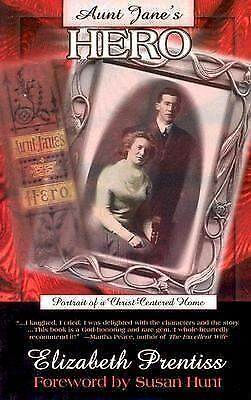 Aunt Jane's
HERO
Aunt Jane's
Hero
Portrait of a Christ-Centered Home
"...I laughed, I cried, I was delighted with the characters and the story.
...This book is a God-honoring and rare gem. I whole-heartedly
recommend it!" —Martha Peace, author of The Excellent Wife
Elizabeth Prentiss
Foreword by Susan Hunt